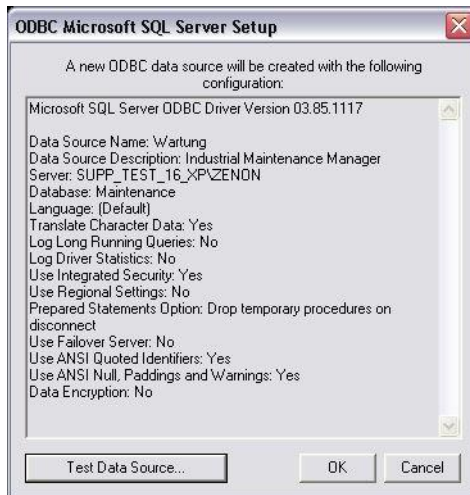 ODBC Microsoft SQL Server Setup
A new ODBC data source will be created with the following
configuration:
Microsoft SQL Server ODBC Driver Version 03.85.1117
Data Source Name: Wartung
Data Source Description: Industrial Maintenance Manager
Server: SUPP_TEST_16_XP\ZENON
Database: Maintenance
Language: (Default)
Translate Character Data: Yes
Log Long Running Queries: No
Log Driver Statistics: No
Use Integrated Security: Yes
Use Regional Settings: No
Prepared Statements Option: Drop temporary procedures on
disconnect
Use Failover Server: No
Use ANSI Quoted Identifiers: Yes
Use ANSI Null, Paddings and Warnings: Yes
Data Encryption: No
Test Data Source... OK Cancel